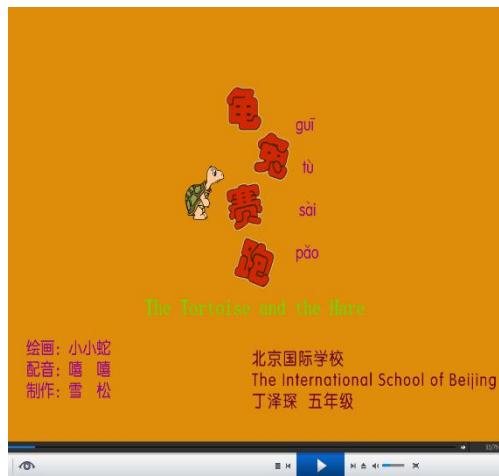 龟 guī
兔 tù
赛 sài
跑 pǎo
The Tortoise and the Hare
绘画：小小蛇
配音：嘻 嘻
制作：雪 松
北京国际学校
The International School of Beijing
丁泽琛 五年级